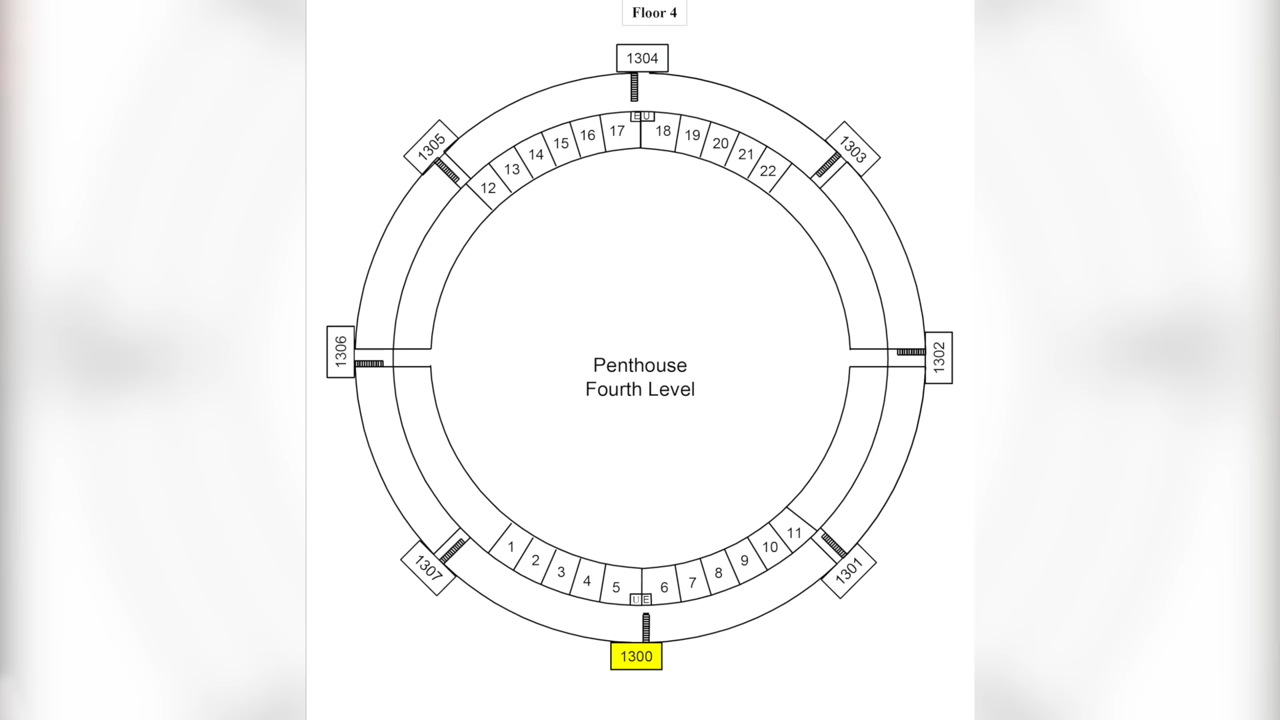 Floor 4
1304
E U
17 18
16 19
15 20
14 21
13 22
12
1305
1303
1306
1302
Penthouse
Fourth Level
1 2 3 4 5 6 7 8 9 10 11
U E
1307
1301
1300